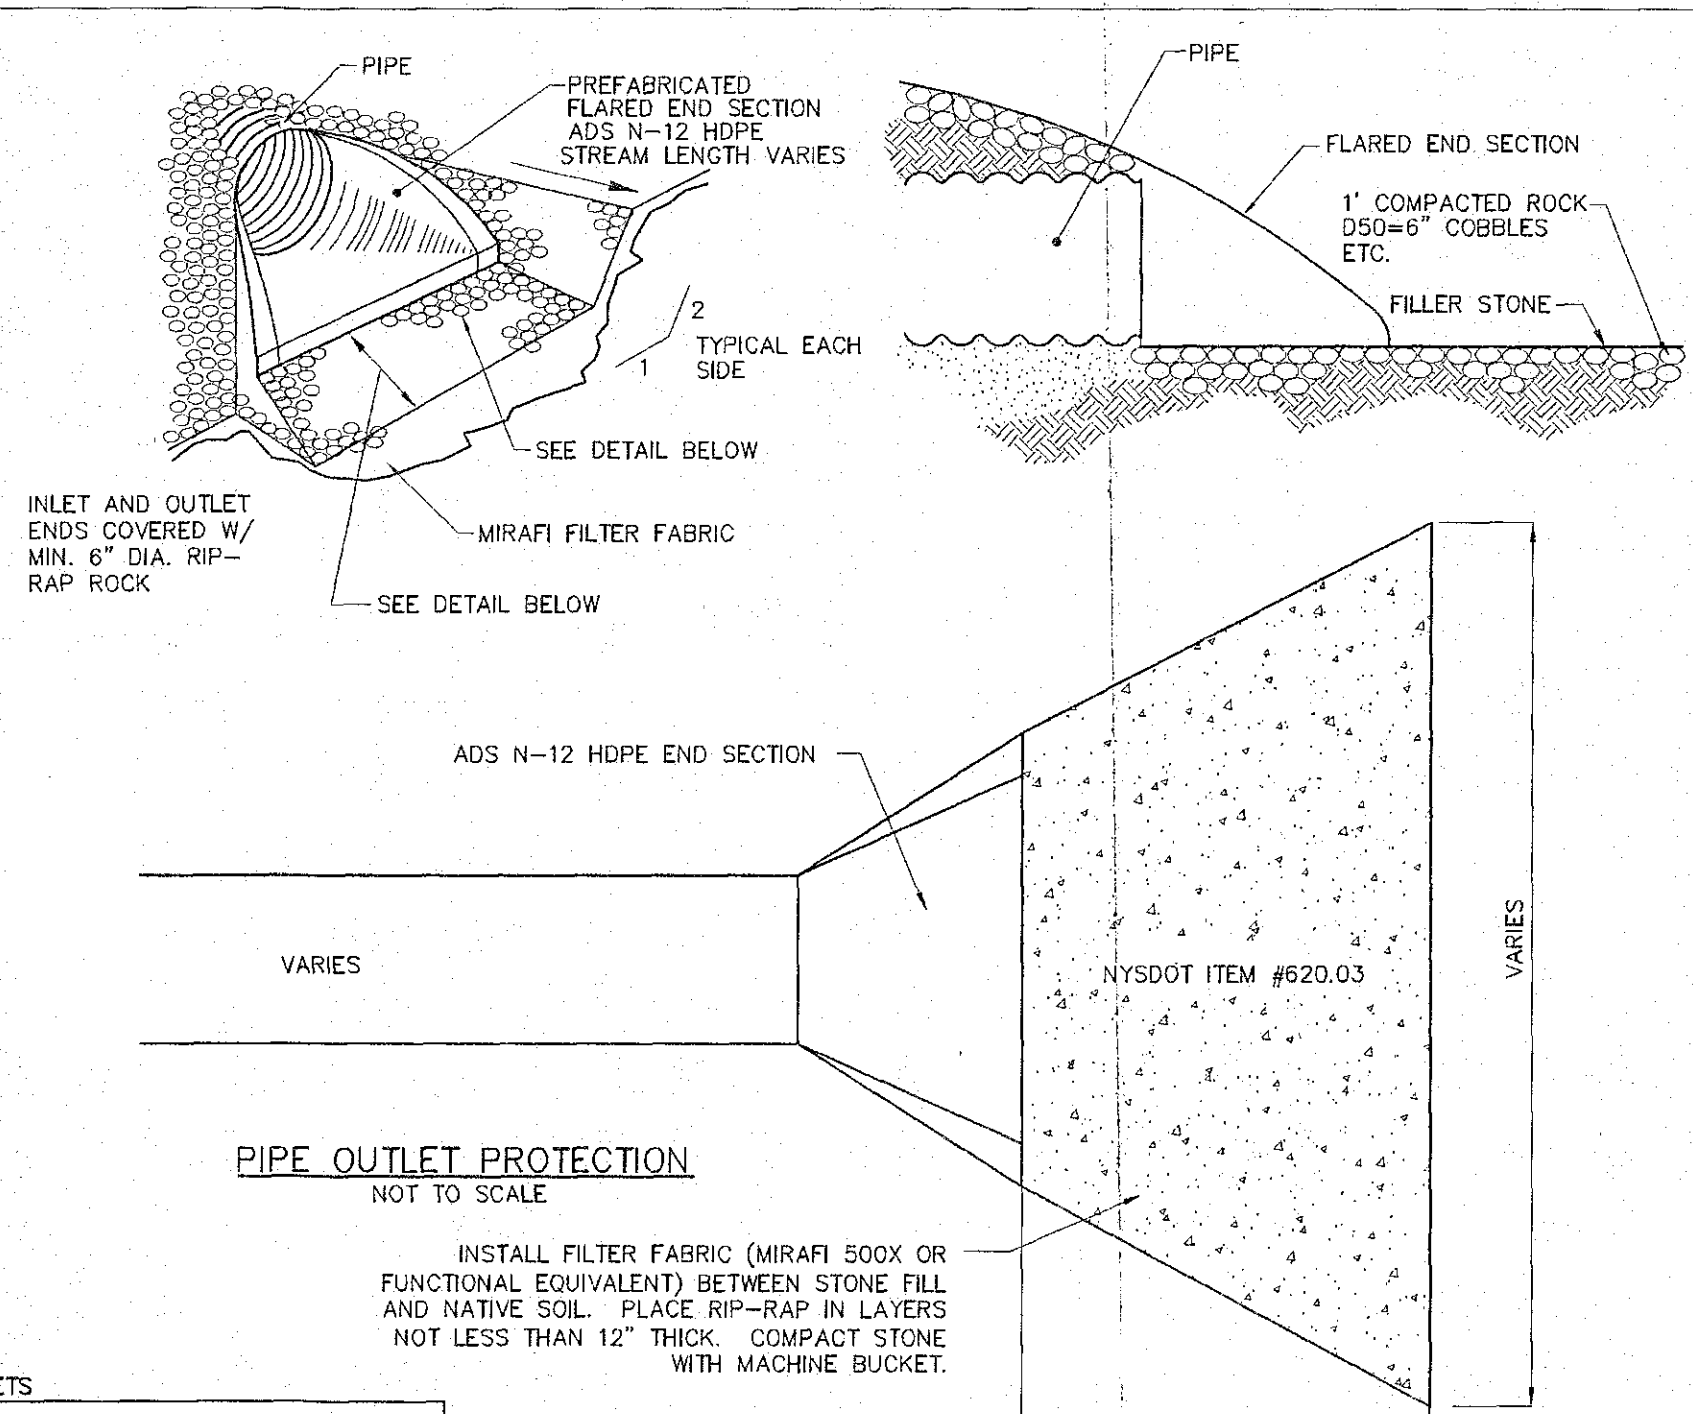 PIPE
PREFABRICATED
FLARED END SECTION
ADS N-12 HDPE
STREAM LENGTH VARIES
2
1
TYPICAL EACH
SIDE
SEE DETAIL BELOW
MIRAFI FILTER FABRIC
SEE DETAIL BELOW
INLET AND OUTLET
ENDS COVERED W/
MIN. 6" DIA. RIP-
RAP ROCK
PIPE
FLARED END SECTION
1' COMPACTED ROCK
D50=6" COBBLES
ETC.
FILLER STONE
ADS N-12 HDPE END SECTION
VARIES
NYSDOT ITEM #620.03
VARIES
PIPE OUTLET PROTECTION
NOT TO SCALE
INSTALL FILTER FABRIC (MIRAFI 500X OR
FUNCTIONAL EQUIVALENT) BETWEEN STONE FILL
AND NATIVE SOIL. PLACE RIP-RAP IN LAYERS
NOT LESS THAN 12" THICK. COMPACT STONE
WITH MACHINE BUCKET.